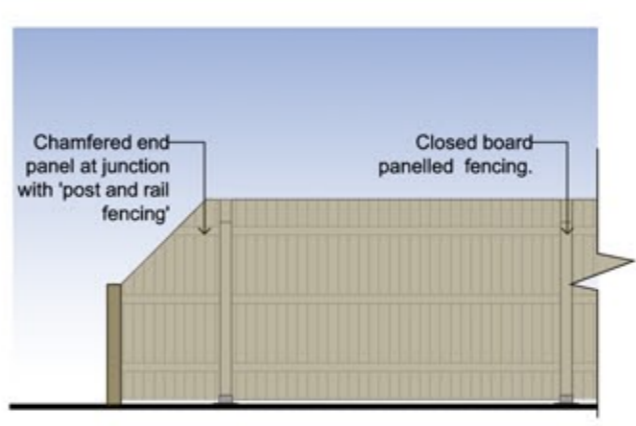 Chamfered end
panel at junction
with 'post and rail
fencing'
Closed board
panelled fencing.